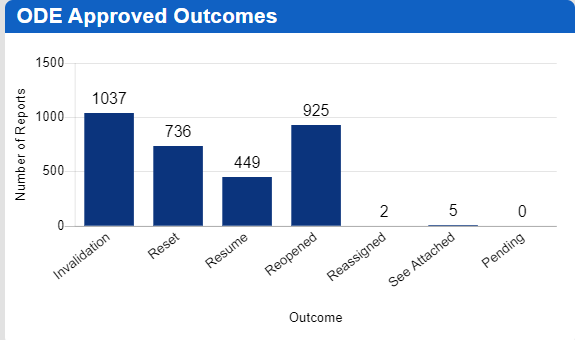 ODE Approved Outcomes
Number of Reports
1500
1000
500
0
1037
736
449
925
2
5
0
Invalidation
Reset
Resume
Reopened
Reassigned
See Attached
Pending
Outcome